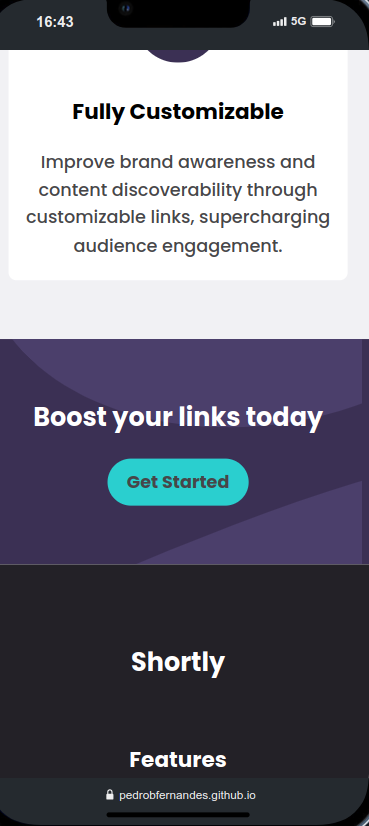 16:43
5G
Fully Customizable
Improve brand awareness and
content discoverability through
customizable links, supercharging
audience engagement.
Boost your links today
Get Started
Shortly
Features
pedrobfernandes.github.io